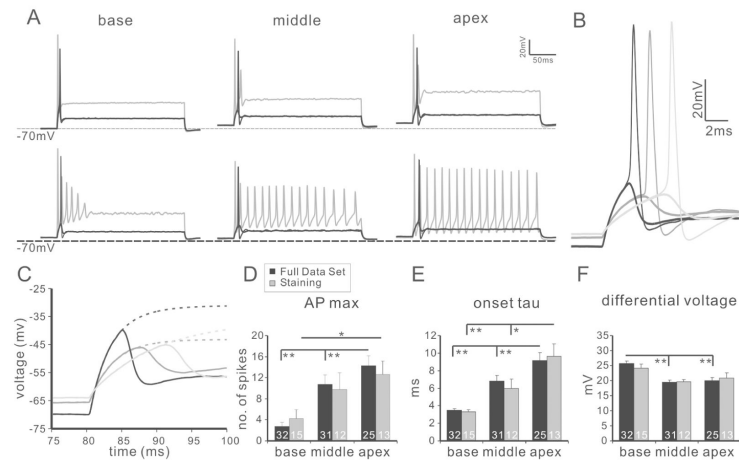 A
base
middle
apex
20mV
50ms
-70mV
-70mV
B
20mV
2ms
C
voltage (mv)
-25
-35
-45
-55
-65
-75
75 80 85 90 95 100
time (ms)
Full Data Set
Staining
D
AP max
no. of spikes
20
16
12
8
4
0
*
** **
32 15 31 12 25 13
base middle apex
E
onset tau
ms
12
10
8
6
4
2
0
** *
** **
32 15 31 12 25 13
base middle apex
F
differential voltage
mV
35
30
25
20
15
10
5
0
** **
32 15 31 12 25 13
base middle apex